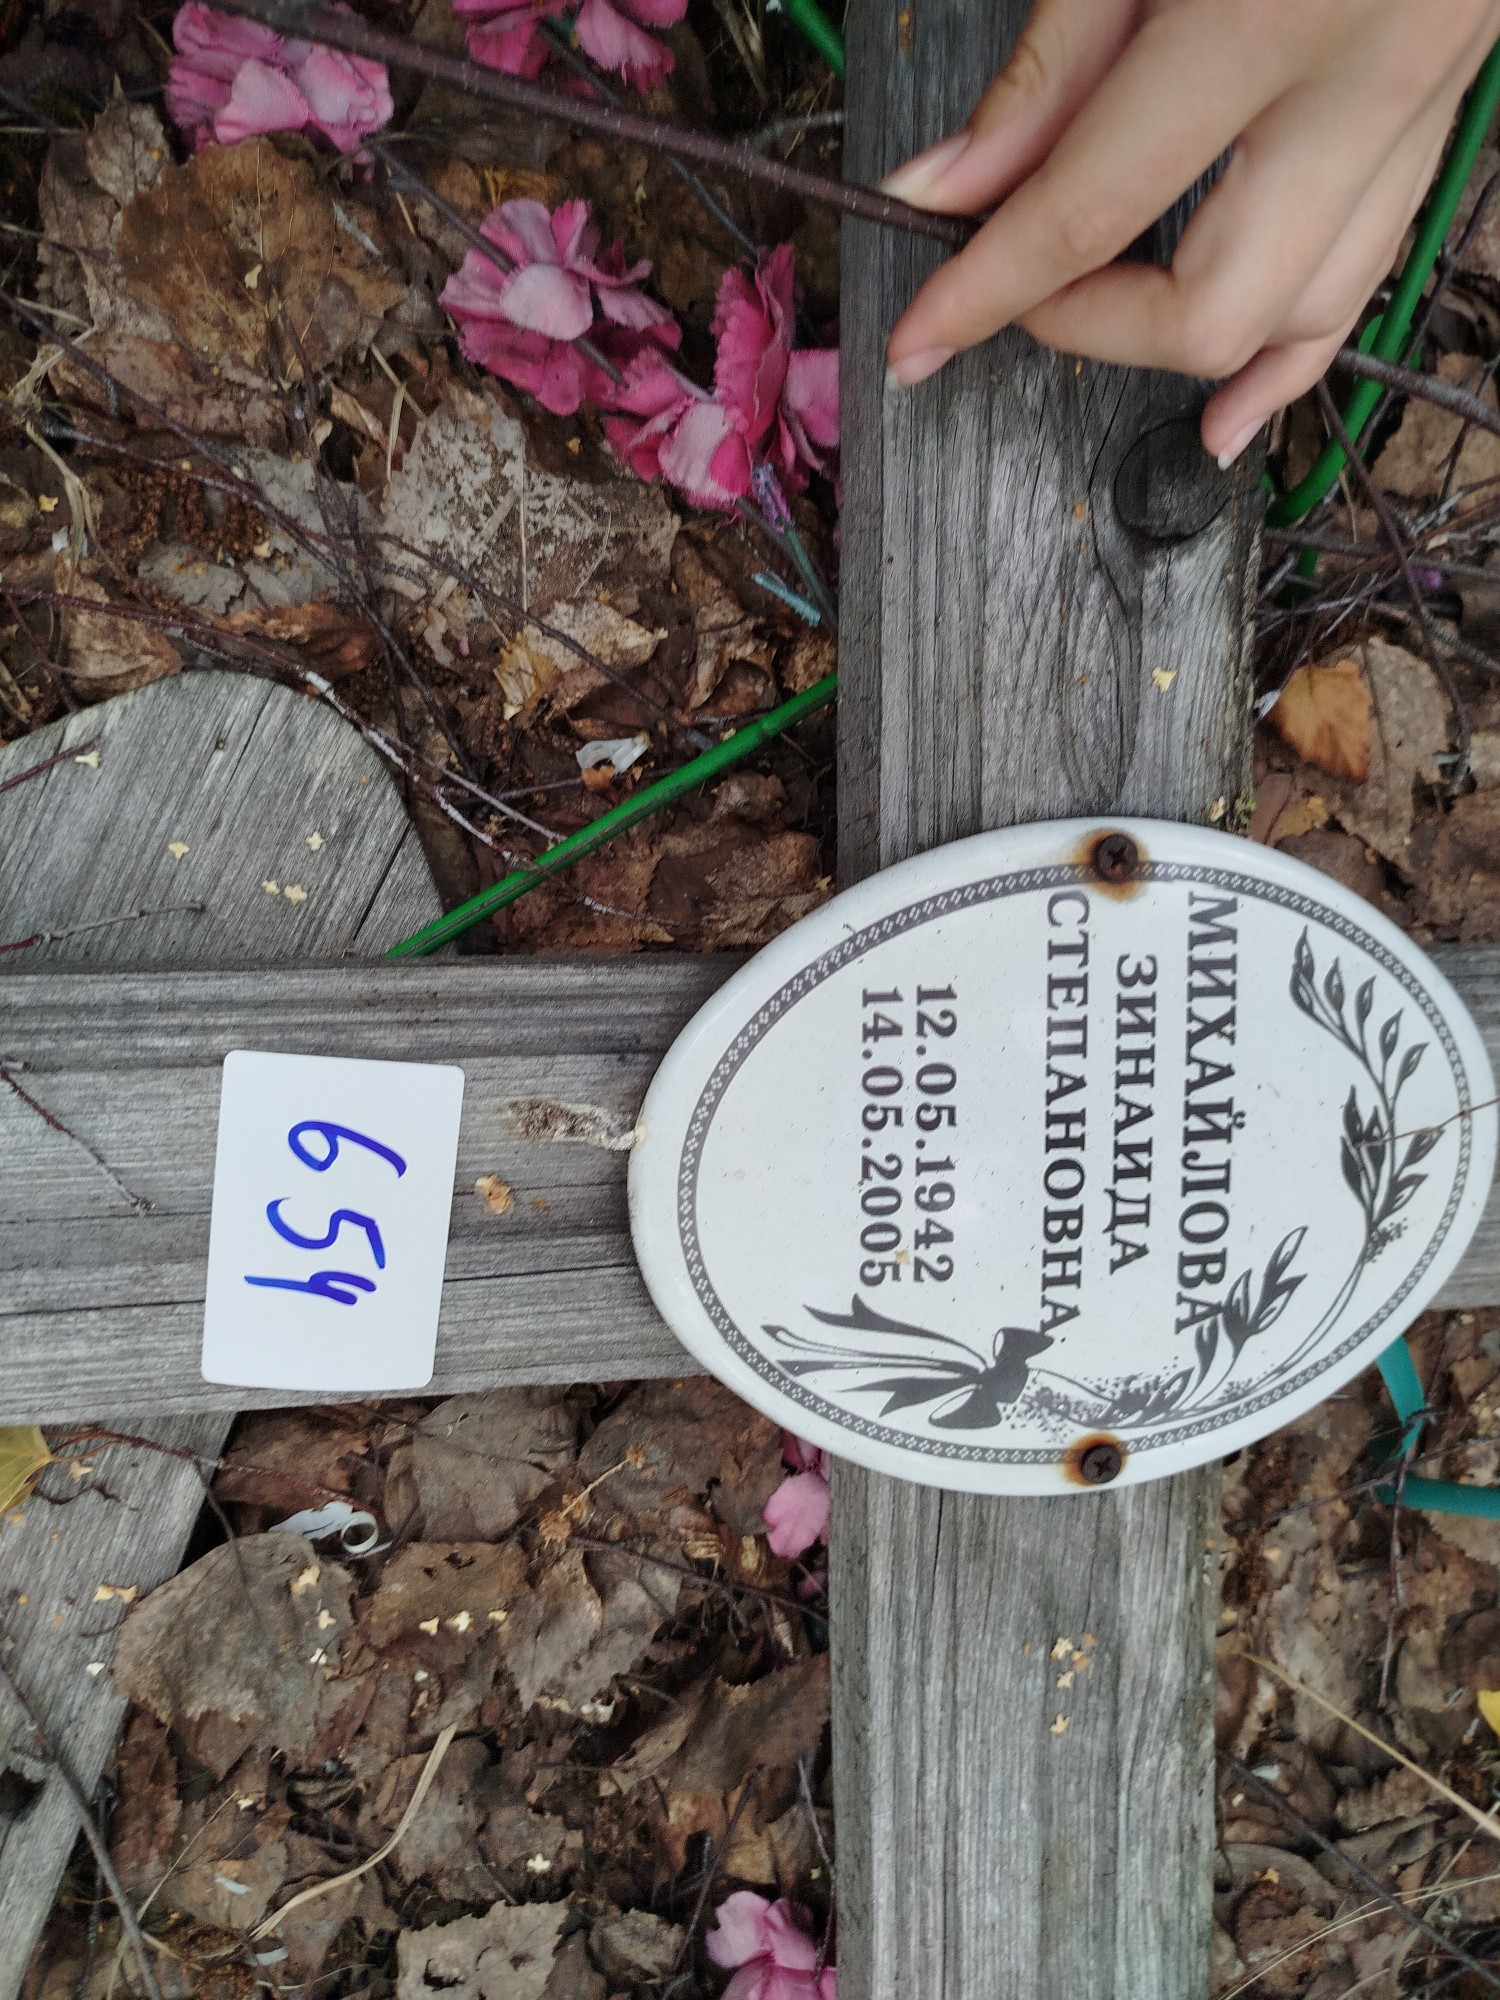 МИХАЙЛОВА
ЗИНАИДА
СТЕПАНОВНА
12.05.1942
14.05.2005
654